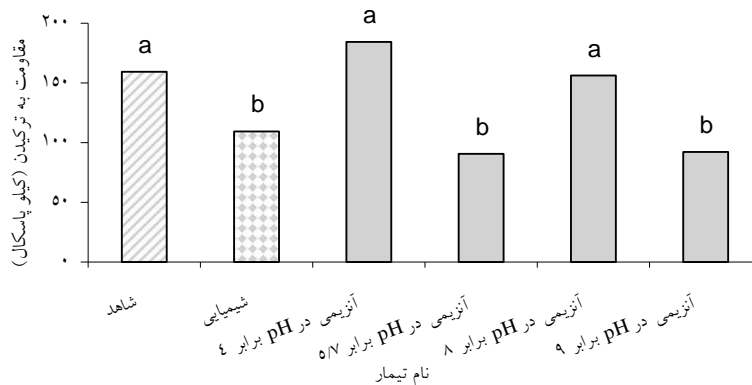 مقاومت به ترکیدن (کیلو پاسکال)
۲۰۰
۱۵۰
۱۰۰
۵۰
۰
a
b
a
b
a
b
شاهد
شیمیایی
آنزیمی در pH برابر ٤
آنزیمی در pH برابر ٥/٧
آنزیمی در pH برابر ٨
آنزیمی در pH برابر ٩
نام تیمار